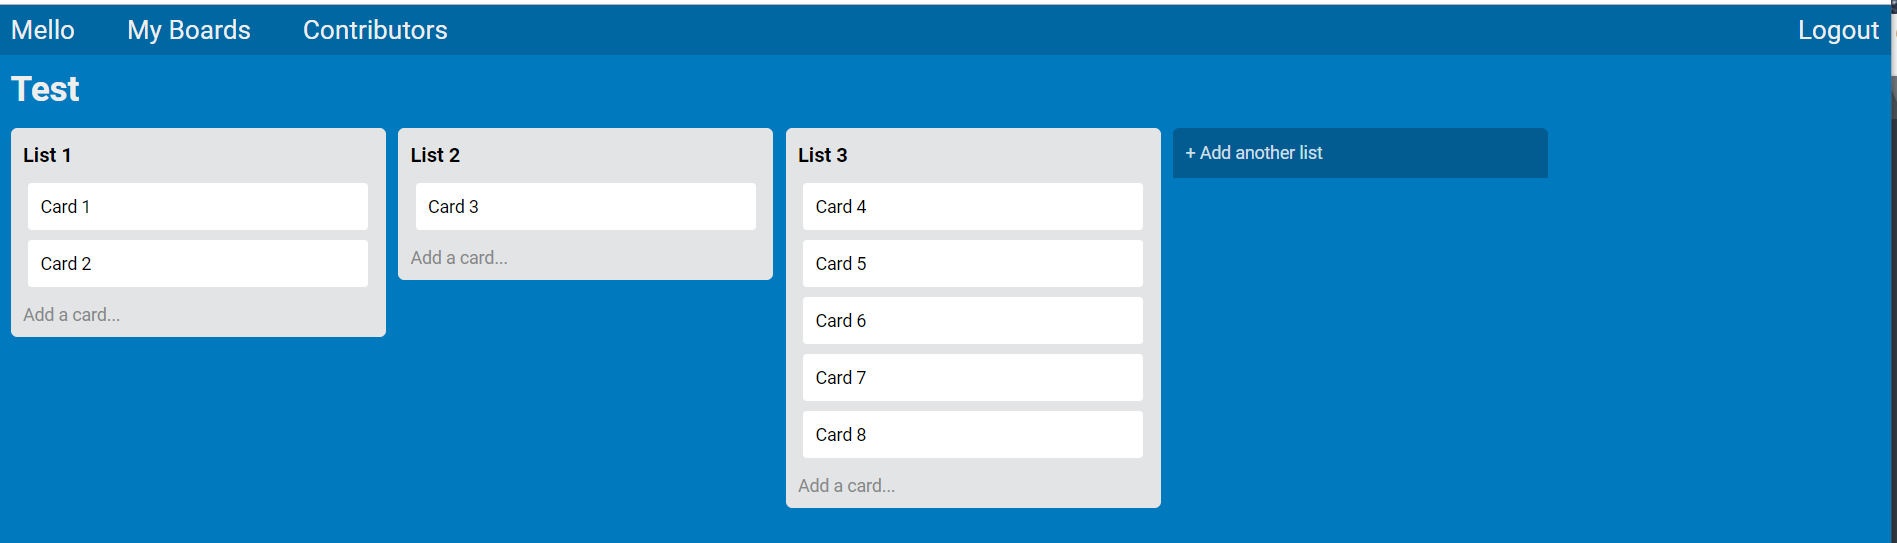 Mello My Boards Contributors Logout
Test
List 1
Card 1
Card 2
Add a card...
List 2
Card 3
Add a card...
List 3
Card 4
Card 5
Card 6
Card 7
Card 8
Add a card...
+ Add another list